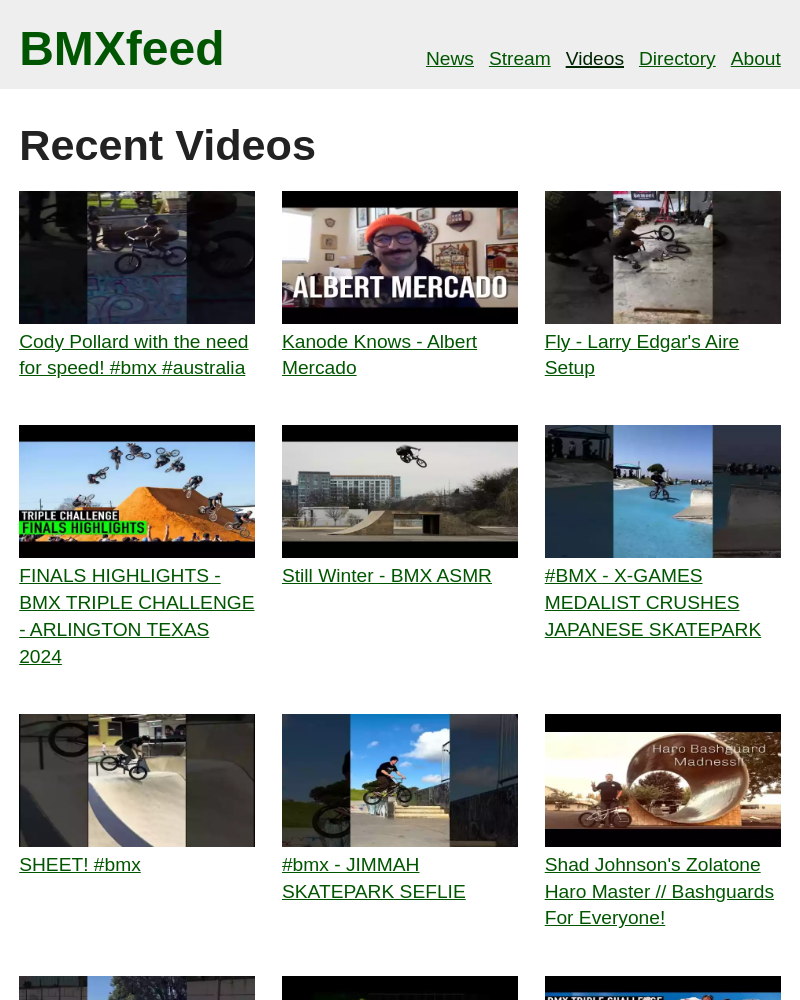 BMXfeed
News Stream Videos Directory About
Recent Videos
ALBERT MERCADO
Cody Pollard with the need
for speed! #bmx #australia
Kanode Knows - Albert
Mercado
Fly - Larry Edgar's Aire
Setup
TRIPLE CHALLENGE
FINALS HIGHLIGHTS
FINALS HIGHLIGHTS -
BMX TRIPLE CHALLENGE
- ARLINGTON TEXAS
2024
Still Winter - BMX ASMR
#BMX - X-GAMES
MEDALIST CRUSHES
JAPANESE SKATEPARK
Haro Bashguard
Madness!!
SHEET! #bmx
#bmx - JIMMAH
SKATEPARK SEFLIE
Shad Johnson's Zolatone
Haro Master // Bashguards
For Everyone!
BMX TRIPLE CHALLENGE